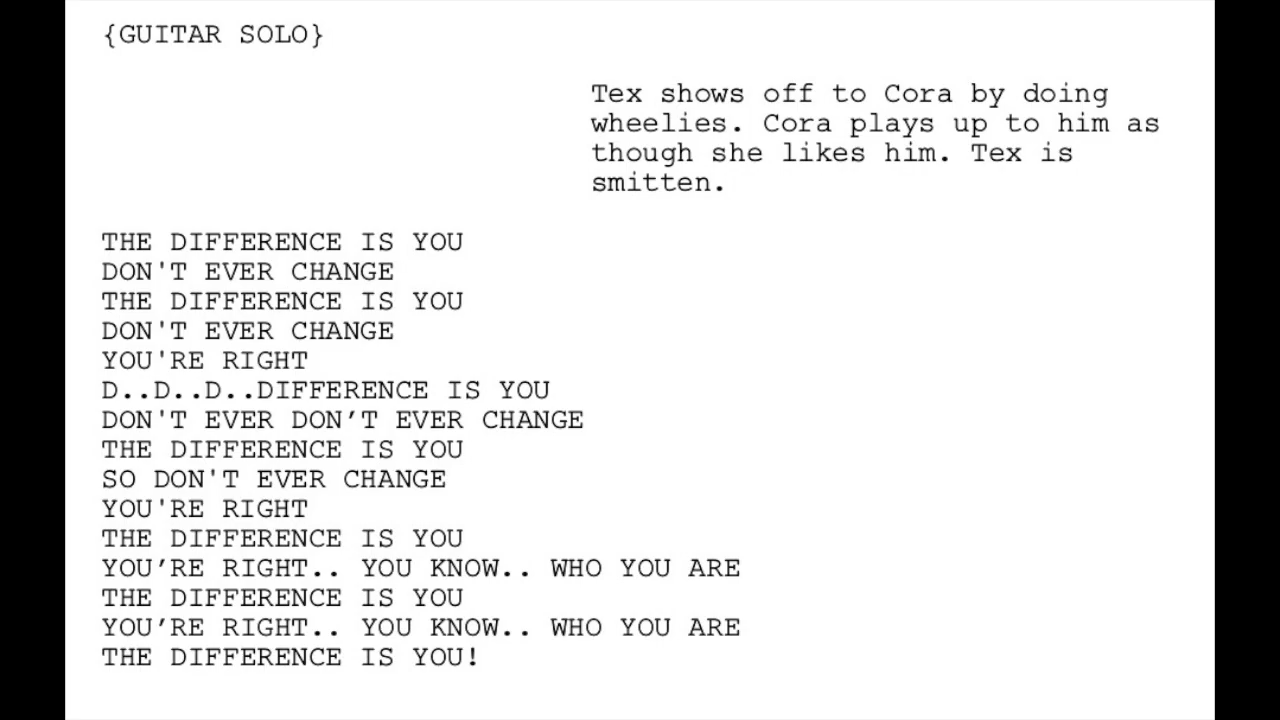 {GUITAR SOLO}
Tex shows off to Cora by doing
wheelies. Cora plays up to him as
though she likes him. Tex is
smitten.
THE DIFFERENCE IS YOU
DON'T EVER CHANGE
THE DIFFERENCE IS YOU
DON'T EVER CHANGE
YOU'RE RIGHT
D..D..D..DIFFERENCE IS YOU
DON'T EVER DON’T EVER CHANGE
THE DIFFERENCE IS YOU
SO DON'T EVER CHANGE
YOU'RE RIGHT
THE DIFFERENCE IS YOU
YOU’RE RIGHT.. YOU KNOW.. WHO YOU ARE
THE DIFFERENCE IS YOU
YOU’RE RIGHT.. YOU KNOW.. WHO YOU ARE
THE DIFFERENCE IS YOU!